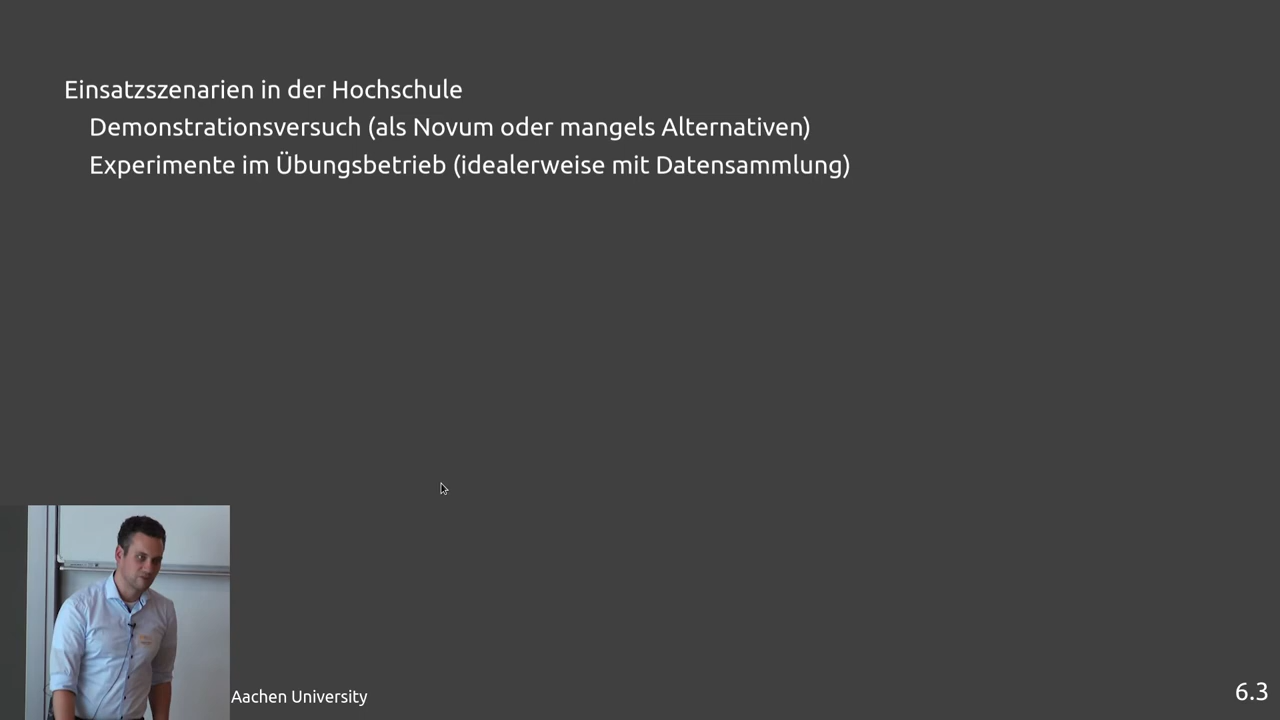 Einsatzszenarien in der Hochschule
Demonstrationsversuch (als Novum oder mangels Alternativen)
Experimente im Übungsbetrieb (idealerweise mit Datensammlung)
Aachen University
6.3